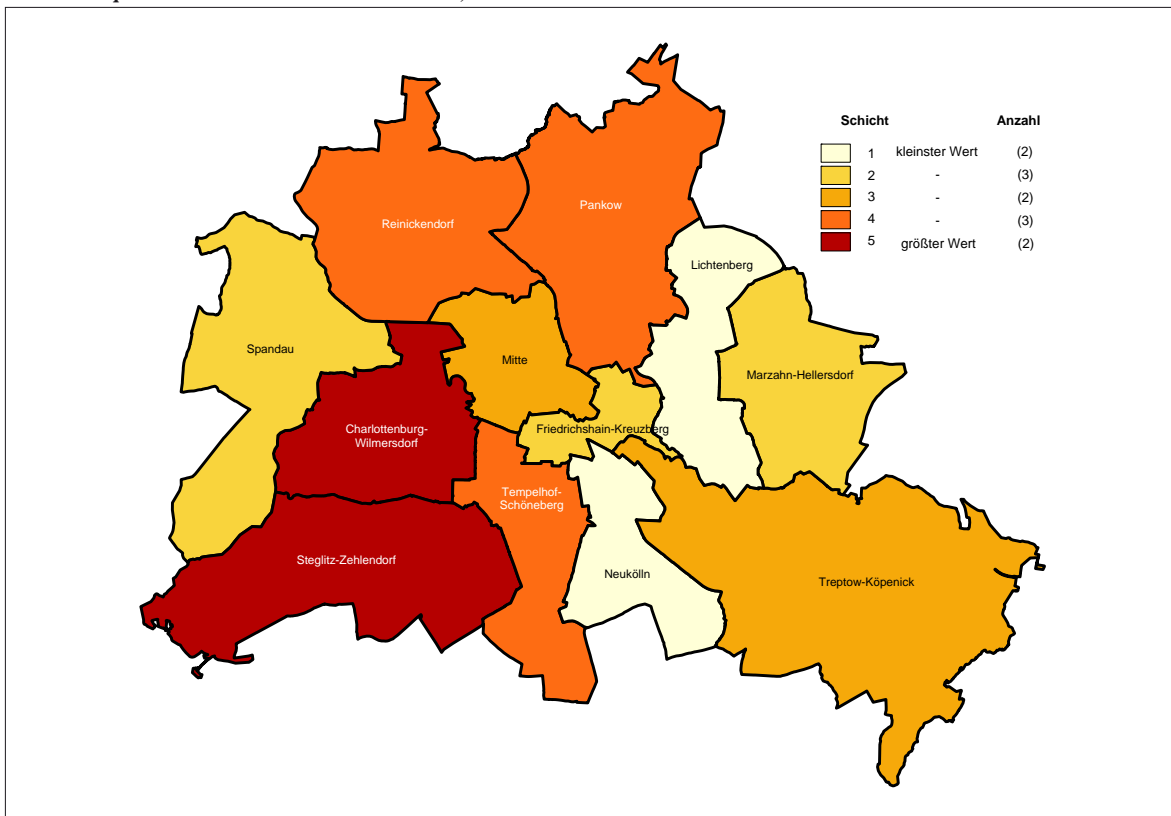 Schicht Anzahl
1 kleinster Wert (2)
2 - (3)
3 - (2)
4 - (3)
5 größter Wert (2)
Pankow
Reinickendorf
Lichtenberg
Spandau
Mitte
Marzahn-Hellersdorf
Charlottenburg-
Wilmersdorf
Friedrichshain-Kreuzberg
Tempelhof-
Schöneberg
Steglitz-Zehlendorf
Neukölln
Treptow-Köpenick